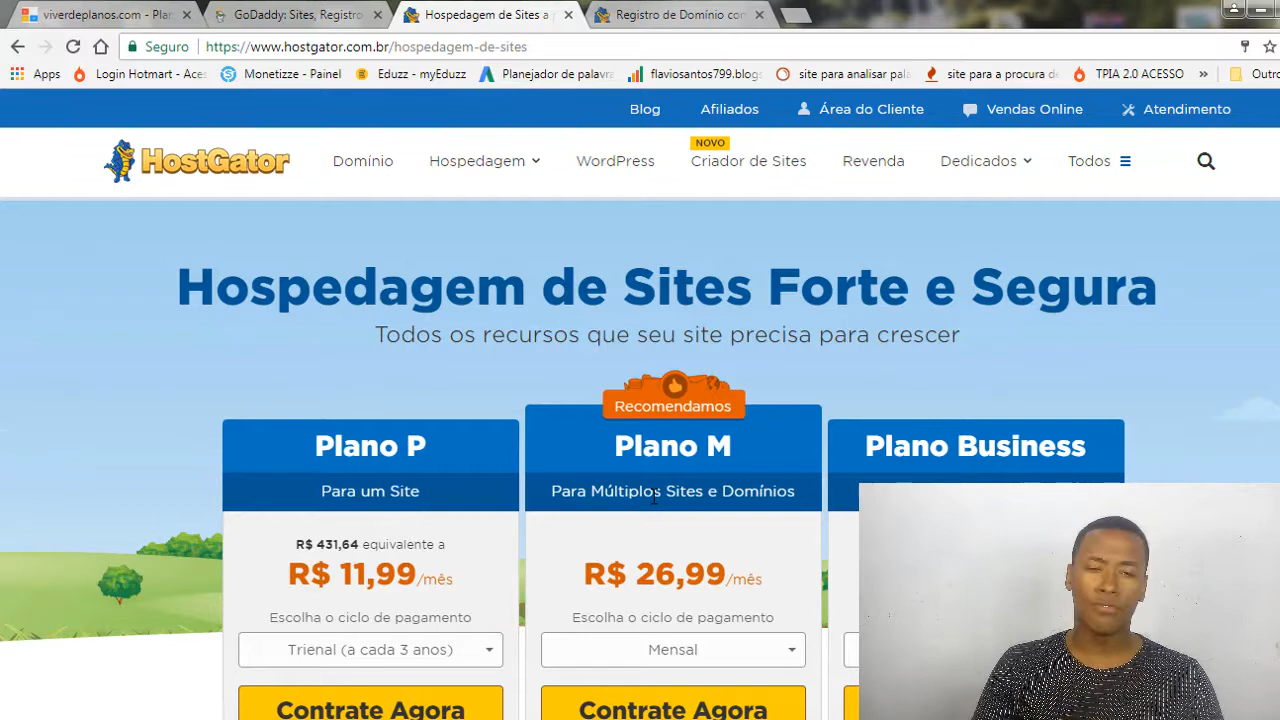 viverdeplanos.com - Plan
GoDaddy: Sites, Registro
Hospedagem de Sites a p
Registro de Domínio con
Seguro
https://www.hostgator.com.br/hospedagem-de-sites
Apps
Login Hotmart - Aces
Monetizze - Painel
Eduzz - myEduzz
Planejador de palavra
flaviosantos799.blogs
site para analisar pala
site para a procura de
TPIA 2.0 ACESSO
»
Outro
Blog
Afiliados
Área do Cliente
Vendas Online
Atendimento
HostGator
Domínio
Hospedagem
WordPress
NOVO
Criador de Sites
Revenda
Dedicados
Todos
Hospedagem de Sites Forte e Segura
Todos os recursos que seu site precisa para crescer
Recomendamos
Plano P
Para um Site
R$ 431,64 equivalente a
R$ 11,99/mês
Escolha o ciclo de pagamento
Trienal (a cada 3 anos)
Contrate Agora
Plano M
Para Múltiplos Sites e Domínios
R$ 26,99/mês
Escolha o ciclo de pagamento
Mensal
Contrate Agora
Plano Business